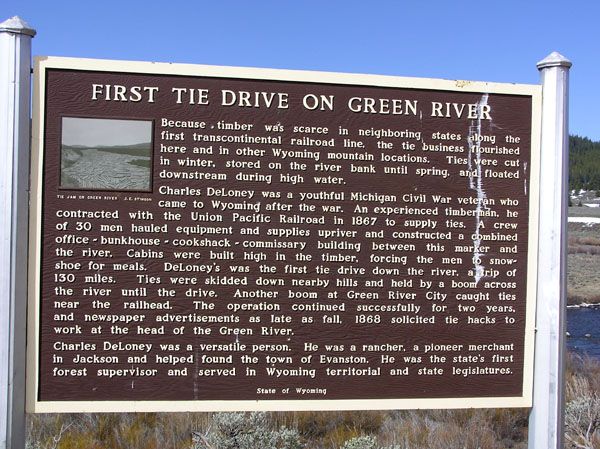 FIRST TIE DRIVE ON GREEN RIVER
Because timber was scarce in neighboring states along the
first transcontinental railroad line, the tie business flourished
here and in other Wyoming mountain locations. Ties were cut
in winter, stored on the river bank until spring, and floated
downstream during high water.
TIE JAM ON GREEN RIVER J.E. STIMSON
Charles DeLoney was a youthful Michigan Civil War veteran who
came to Wyoming after the war. An experienced timberman, he
contracted with the Union Pacific Railroad in 1867 to supply ties. A crew
of 30 men hauled equipment and supplies upriver and constructed a combined
office - bunkhouse - cookshack - commissary building between this marker and
the river. Cabins were built high in the timber, forcing the men to snow-
shoe for meals. DeLoney's was the first tie drive down the river, a trip of
130 miles. Ties were skidded down nearby hills and held by a boom across
the river until the drive. Another boom at Green River City caught ties
near the railhead. The operation continued successfully for two years,
and newspaper advertisements as late as fall, 1868 solicited tie hacks to
work at the head of the Green River.
Charles DeLoney was a versatile person. He was a rancher, a pioneer merchant
in Jackson and helped found the town of Evanston. He was the state's first
forest supervisor and served in Wyoming territorial and state legislatures.
State of Wyoming